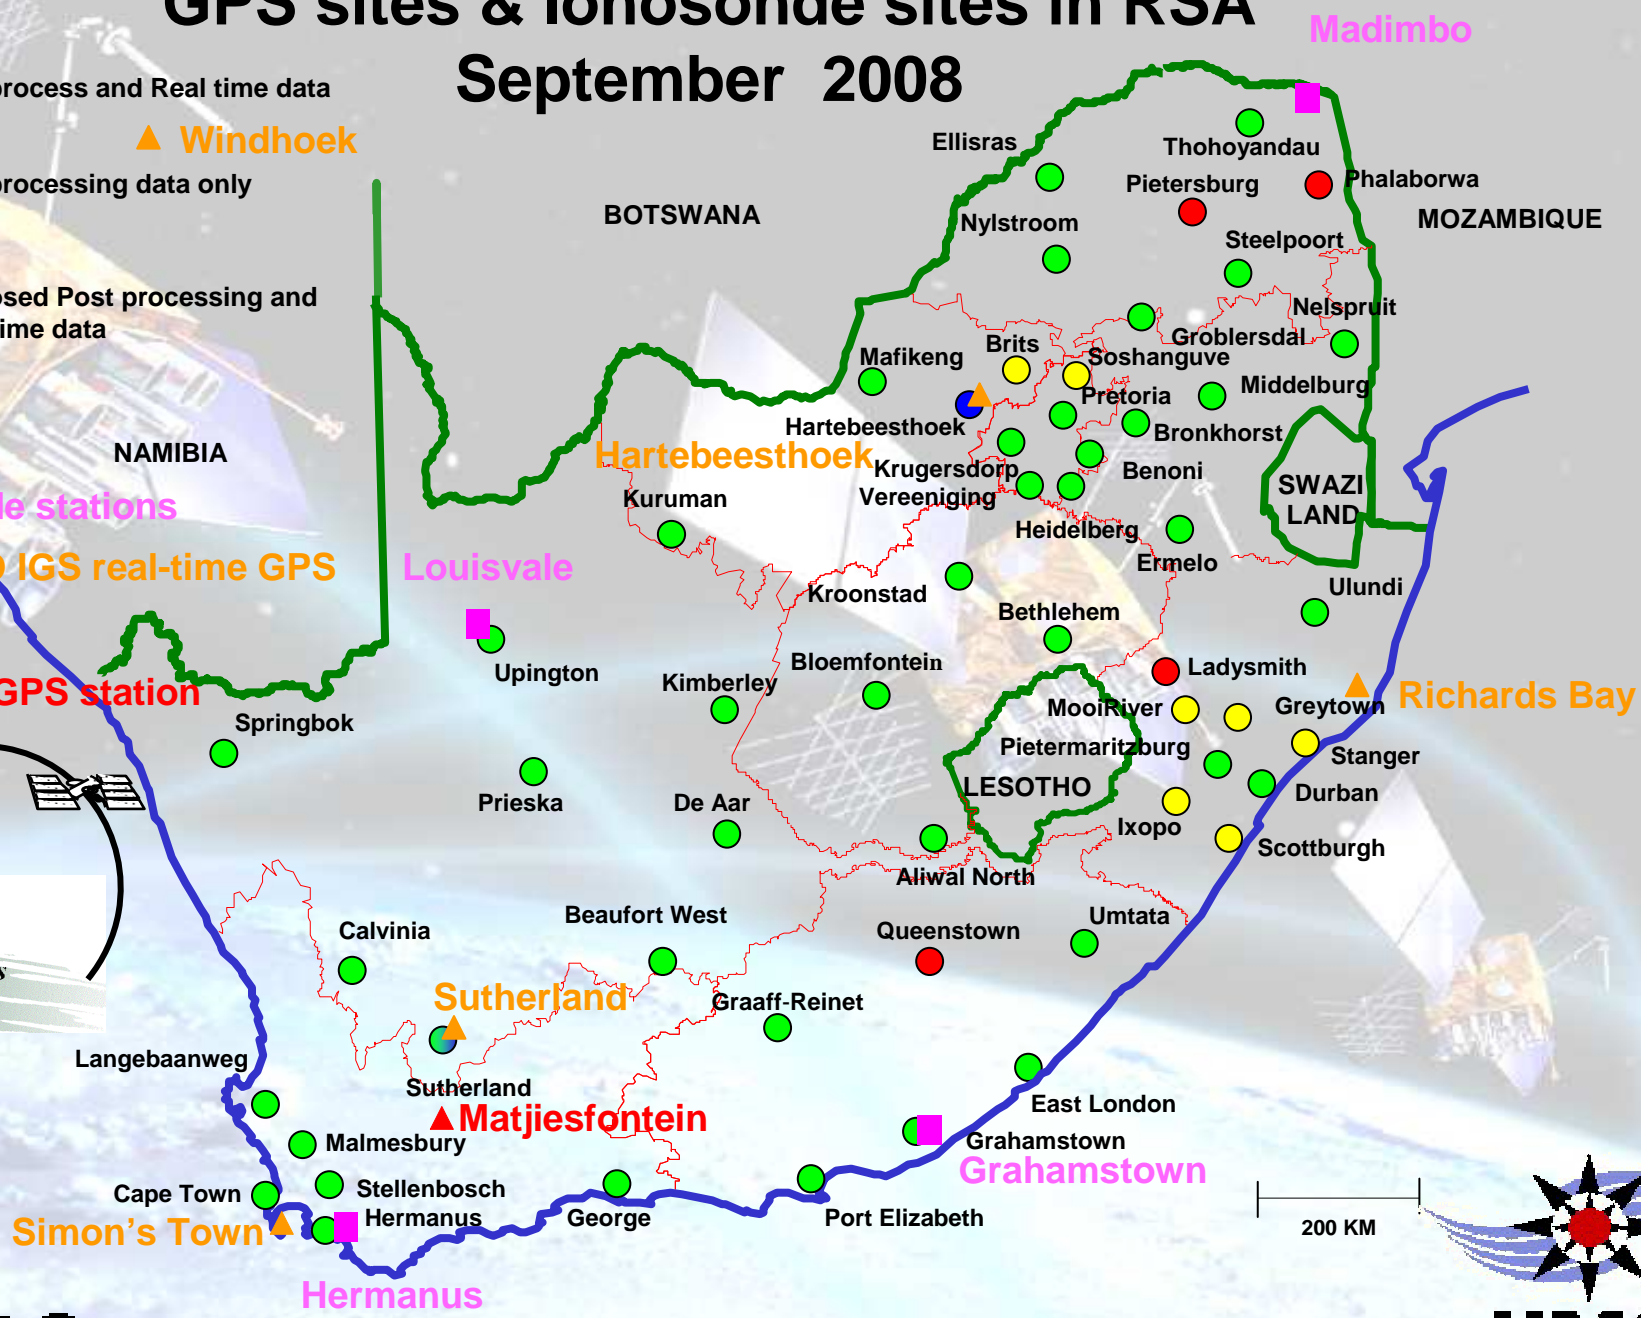 GPS sites & Ionosonde sites in RSA
September 2008
Madimbo
process and Real time data
Windhoek
processing data only
osed Post processing and
time data
Ellisras
Thohoyandau
Pietersburg
Phalaborwa
BOTSWANA
MOZAMBIQUE
Nylstroom
Steelpoort
Nelspruit
Groblersdal
Brits
Soshanguve
Mafikeng
Middelburg
Pretoria
Hartebeesthoek
Bronkhorst
NAMIBIA
Hartebeesthoek
Krugersdorp
Benoni
SWAZI
LAND
Kuruman
Vereeniging
le stations
Heidelberg
Ermelo
IGS real-time GPS
Louisvale
Kroonstad
Ulundi
Bethlehem
Bloemfontein
Ladysmith
Upington
Kimberley
GPS station
Richards Bay
MooiRiver
Greytown
Springbok
Pietermaritzburg
Stanger
LESOTHO
Durban
Prieska
De Aar
Ixopo
Scottburgh
Aliwal North
Beaufort West
Umtata
Calvinia
Queenstown
Sutherland
Graaff-Reinet
Langebaanweg
Sutherland
East London
Matjiesfontein
Malmesbury
Grahamstown
Grahamstown
Cape Town
Stellenbosch
Hermanus
George
Port Elizabeth
Simon's Town
200 KM
Hermanus